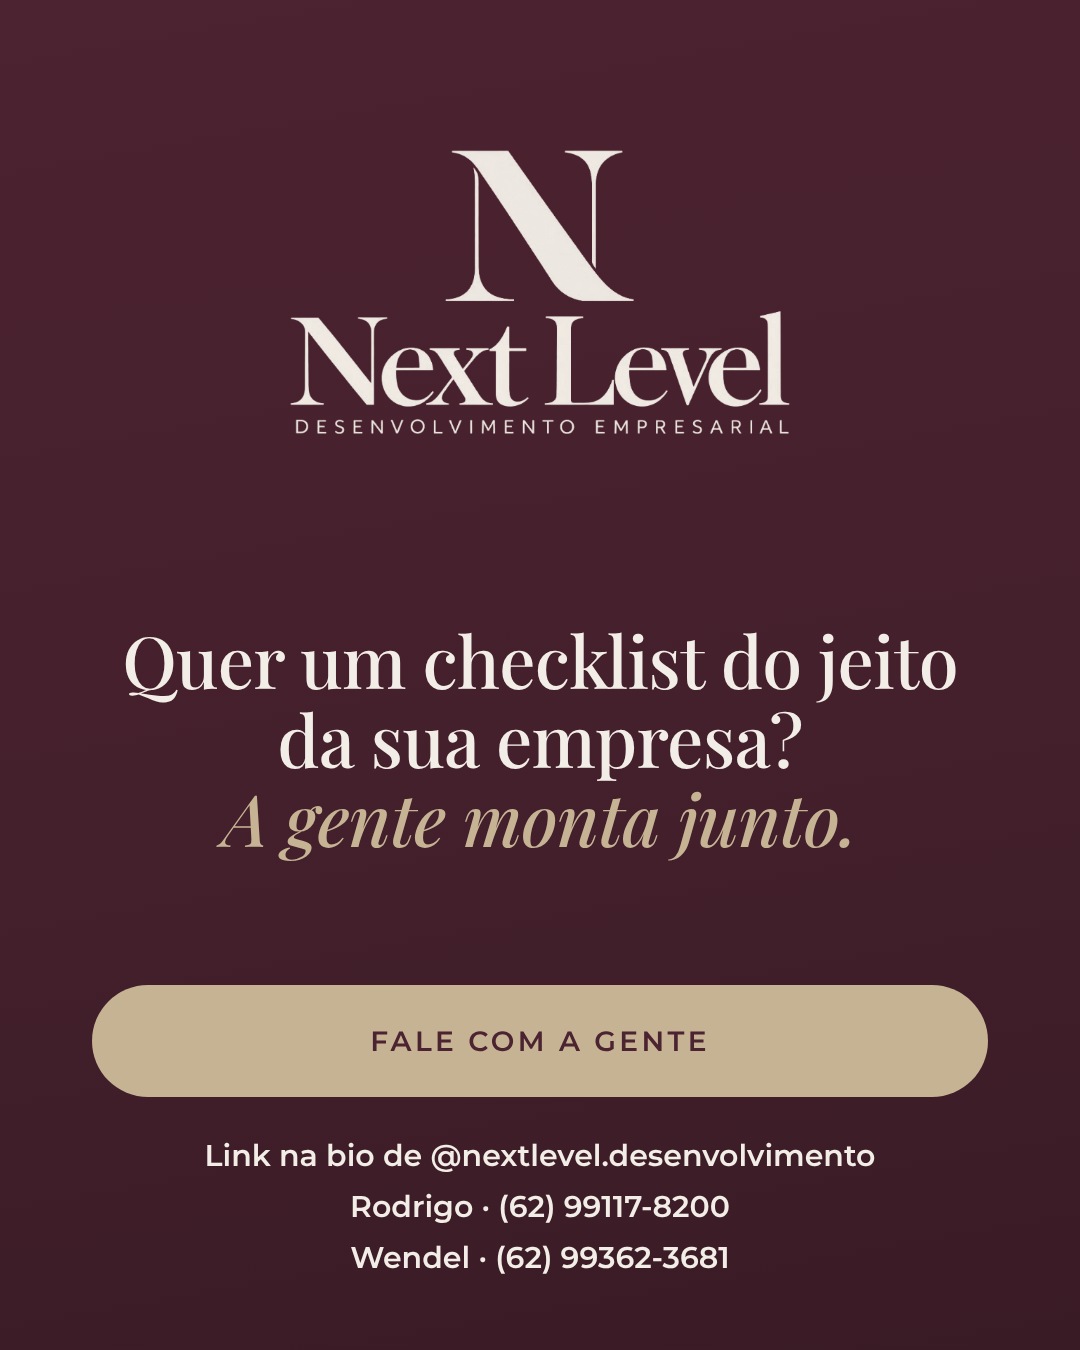 N
Next Level
DESENVOLVIMENTO EMPRESARIAL
Quer um checklist do jeito
da sua empresa?
A gente monta junto.
FALE COM A GENTE
Link na bio de @nextlevel.desenvolvimento
Rodrigo · (62) 99117-8200
Wendel · (62) 99362-3681